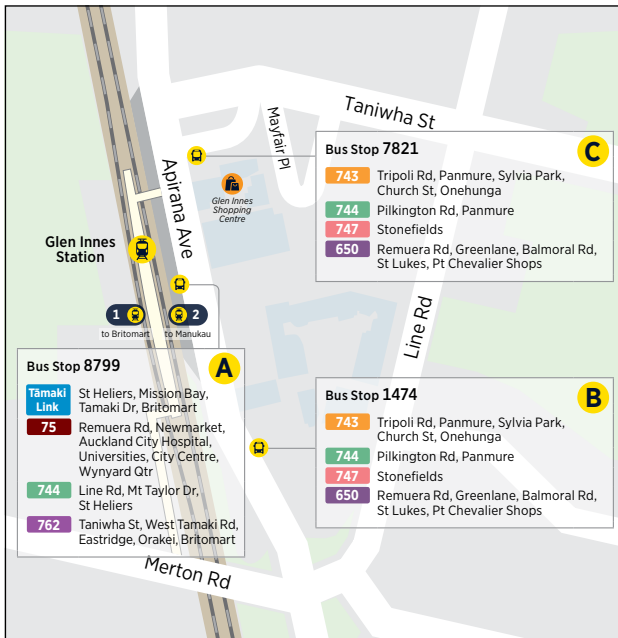 Taniwha St
Mayfair Pl
Apirana Ave
Glen Innes
Shopping
Centre
Glen Innes
Station
1
2
to Britomart
to Manukau
Line Rd
Merton Rd
Bus Stop 7821
C
743 Tripoli Rd, Panmure, Sylvia Park,
Church St, Onehunga
744 Pilkington Rd, Panmure
747 Stonefields
650 Remuera Rd, Greenlane, Balmoral Rd,
St Lukes, Pt Chevalier Shops
Bus Stop 8799
A
Tāmaki
Link
St Heliers, Mission Bay,
Tamaki Dr, Britomart
75 Remuera Rd, Newmarket,
Auckland City Hospital,
Universities, City Centre,
Wynyard Qtr
744 Line Rd, Mt Taylor Dr,
St Heliers
762 Taniwha St, West Tamaki Rd,
Eastridge, Orakei, Britomart
Bus Stop 1474
B
743 Tripoli Rd, Panmure, Sylvia Park,
Church St, Onehunga
744 Pilkington Rd, Panmure
747 Stonefields
650 Remuera Rd, Greenlane, Balmoral Rd,
St Lukes, Pt Chevalier Shops